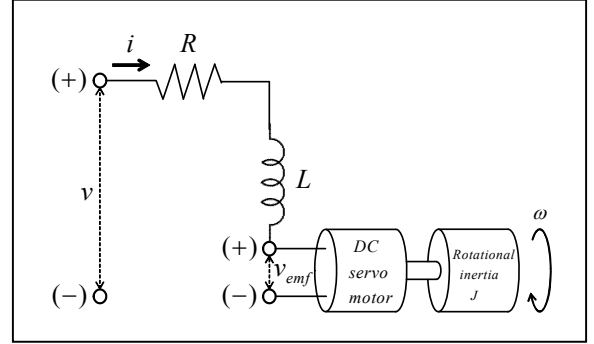 i
R
(+)
v
L
(+)
v_emf
(−)
(−)
DC
servo
motor
Rotational
inertia
J
ω